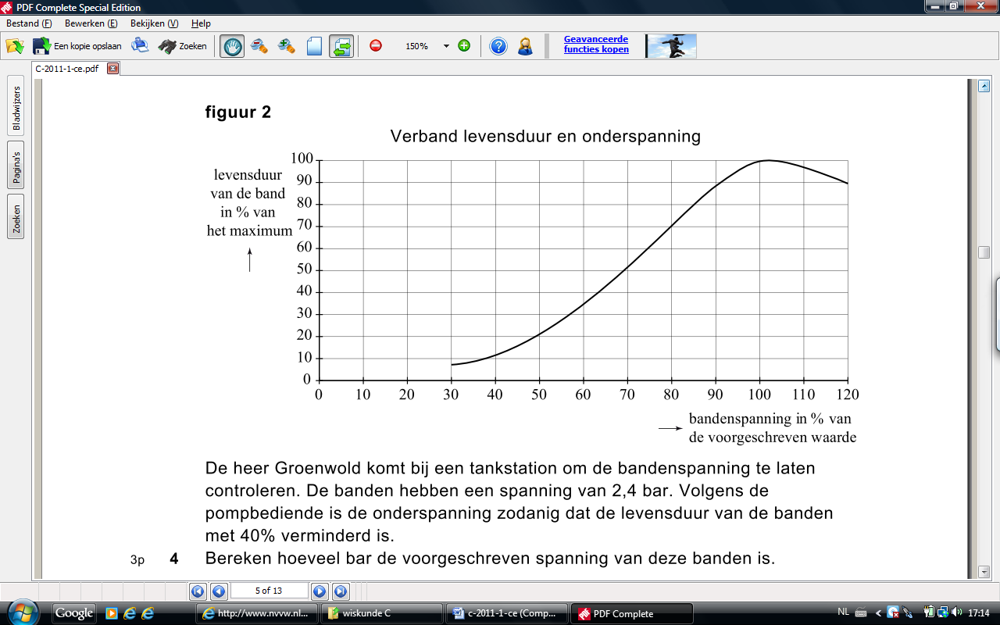 PDF Complete Special Edition
Bestand (F) Bewerken (E) Bekijken (V) Help
Een kopie opslaan Zoeken 150% Geavanceerde functies kopen
C-2011-1-ce.pdf
Bladwijzers
Pagina's
Zoeken
figuur 2
Verband levensduur en onderspanning
levensduur
van de band
in % van
het maximum
100
90
80
70
60
50
40
30
20
10
0
0 10 20 30 40 50 60 70 80 90 100 110 120
bandenspanning in % van
de voorgeschreven waarde
De heer Groenwold komt bij een tankstation om de bandenspanning te laten
controleren. De banden hebben een spanning van 2,4 bar. Volgens de
pompbediende is de onderspanning zodanig dat de levensduur van de banden
met 40% verminderd is.
3p 4 Bereken hoeveel bar de voorgeschreven spanning van deze banden is.
5 of 13
Google http://www.nvvw.nl... wiskunde C c-2011-1-ce (Comp... PDF Complete NL 17:14